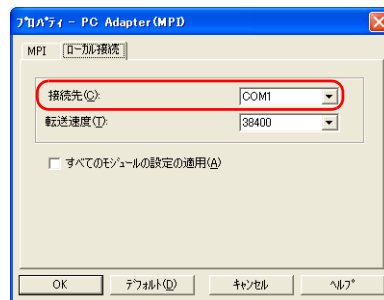 プロパティ - PC Adapter(MPI)
MPI ローカル接続
接続先(C): COM1
転送速度(T): 38400
すべてのモジュールの設定の適用(A)
OK デフォルト(D) キャンセル ヘルプ